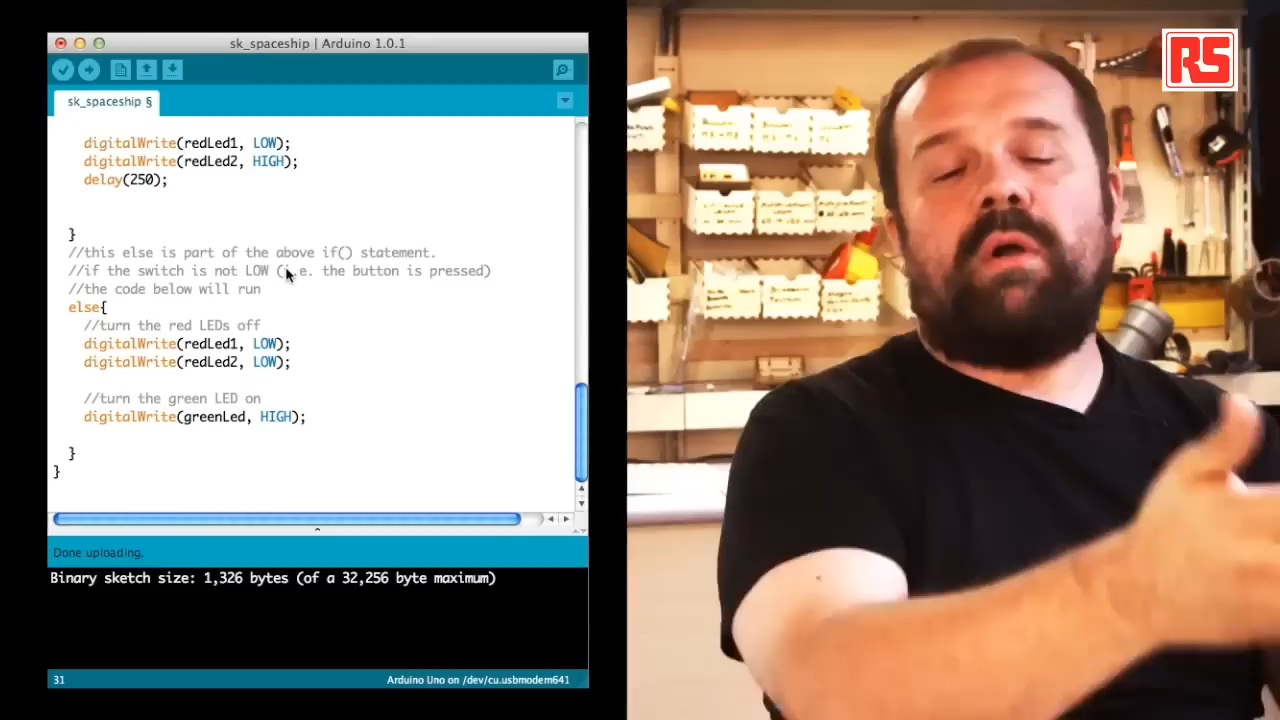 sk_spaceship | Arduino 1.0.1
sk_spaceship §
digitalWrite(redLed1, LOW);
digitalWrite(redLed2, HIGH);
delay(250);
}
//this else is part of the above if() statement.
//if the switch is not LOW (i.e. the button is pressed)
//the code below will run
else{
//turn the red LEDs off
digitalWrite(redLed1, LOW);
digitalWrite(redLed2, LOW);
//turn the green LED on
digitalWrite(greenLed, HIGH);
}
}
Done uploading.
Binary sketch size: 1,326 bytes (of a 32,256 byte maximum)
31
Arduino Uno on /dev/cu.usbmodem641
RS